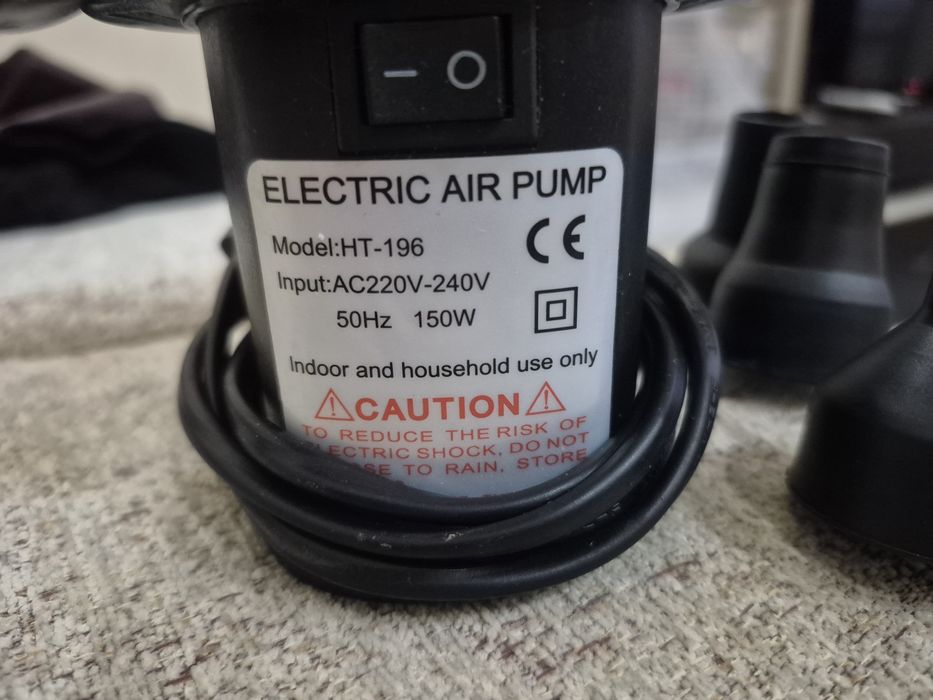 — O
ELECTRIC AIR PUMP
Model:HT-196
CE
Input:AC220V-240V
50Hz 150W
Indoor and household use only
CAUTION
TO REDUCE THE RISK OF
ELECTRIC SHOCK, DO NOT
TO RAIN, STORE